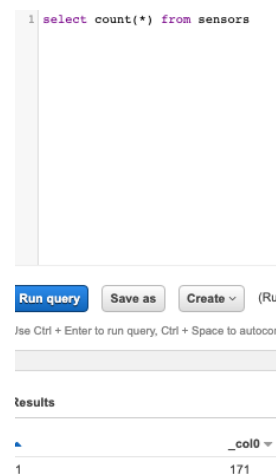 1 select count(*) from sensors
Run query Save as Create (Ru
Use Ctrl + Enter to run query, Ctrl + Space to autocor
Results
_col0
1 171